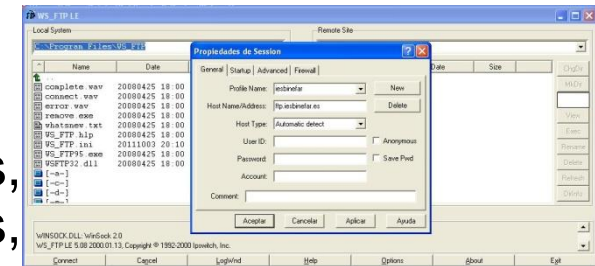 WS_FTP LE
Local System
Remote Site
C:\Program Files\WS_FTP
Name Date
Date Size
ChgDir
MkDir
..
complete.wav 20080425 18:00
connect.wav 20080425 18:00
error.wav 20080425 18:00
remove.exe 20080425 18:00
whatsnew.txt 20080425 18:00
WS_FTP.hlp 20080425 18:00
WS_FTP.ini 20111003 20:10
WS_FTP95.exe 20080425 18:00
WSFTP32.dll 20080425 18:00
[-a-]
[-c-]
[-d-]
View
Exec
Rename
Delete
Refresh
DirInfo
Propiedades de Session
General Startup Advanced Firewall
Profile Name: iesbinefar New
Host Name/Address: ftp.iesbinefar.es Delete
Host Type: Automatic detect
User ID: Anonymous
Password: Save Pwd
Account:
Comment:
Aceptar Cancelar Aplicar Ayuda
s,
s,
WINSOCK.DLL: WinSock 2.0
WS_FTP LE 5.08 2000.01.13, Copyright © 1992-2000 Ipswitch, Inc.
Connect Cancel LogWnd Help Options About Exit